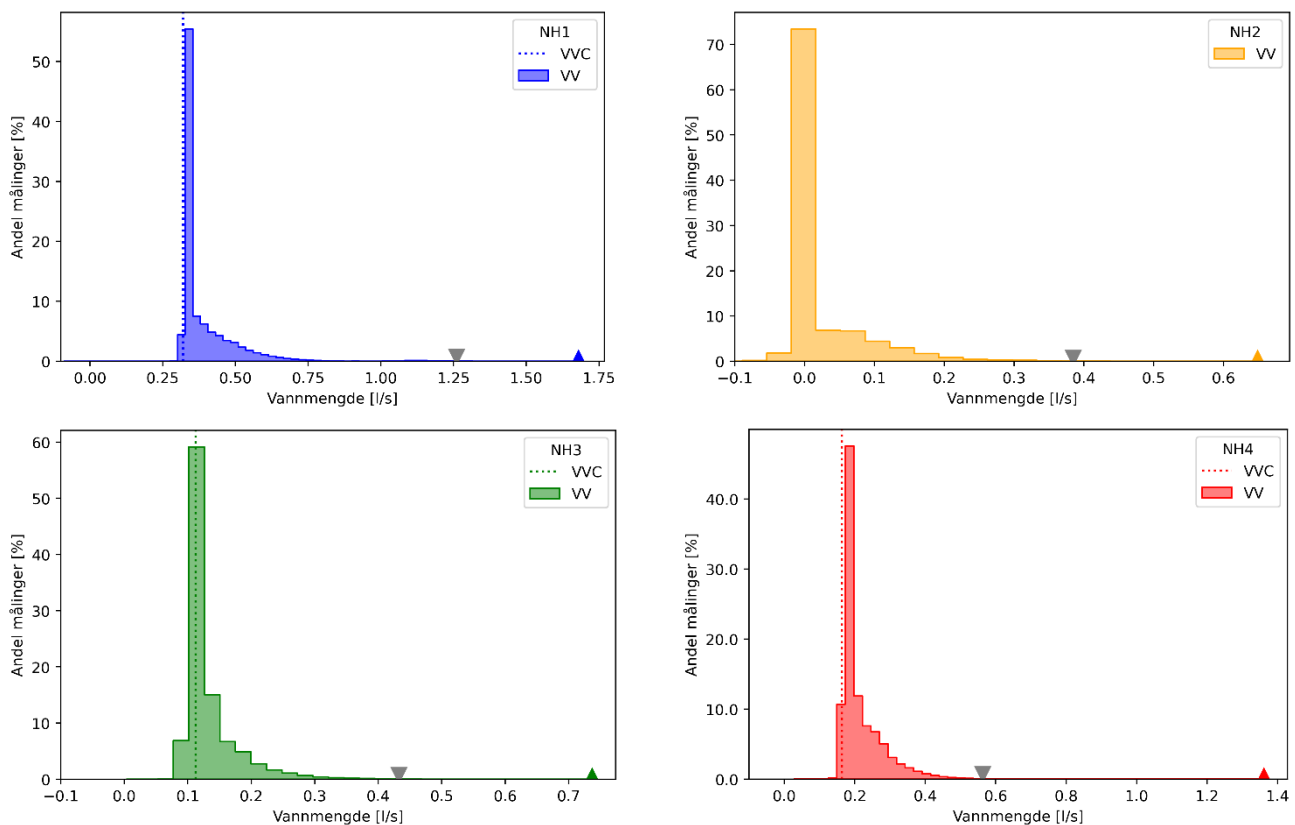 NH1
VVC
VV
50
40
30
20
10
0
Andel målinger [%]
0.00 0.25 0.50 0.75 1.00 1.25 1.50 1.75
Vannmengde [l/s]
NH2
VV
70
60
50
40
30
20
10
0
Andel målinger [%]
−0.1 0.0 0.1 0.2 0.3 0.4 0.5 0.6
Vannmengde [l/s]
NH3
VVC
VV
60
50
40
30
20
10
0
Andel målinger [%]
−0.1 0.0 0.1 0.2 0.3 0.4 0.5 0.6 0.7
Vannmengde [l/s]
NH4
VVC
VV
40.0
30.0
20.0
10.0
0.0
Andel målinger [%]
0.0 0.2 0.4 0.6 0.8 1.0 1.2 1.4
Vannmengde [l/s]